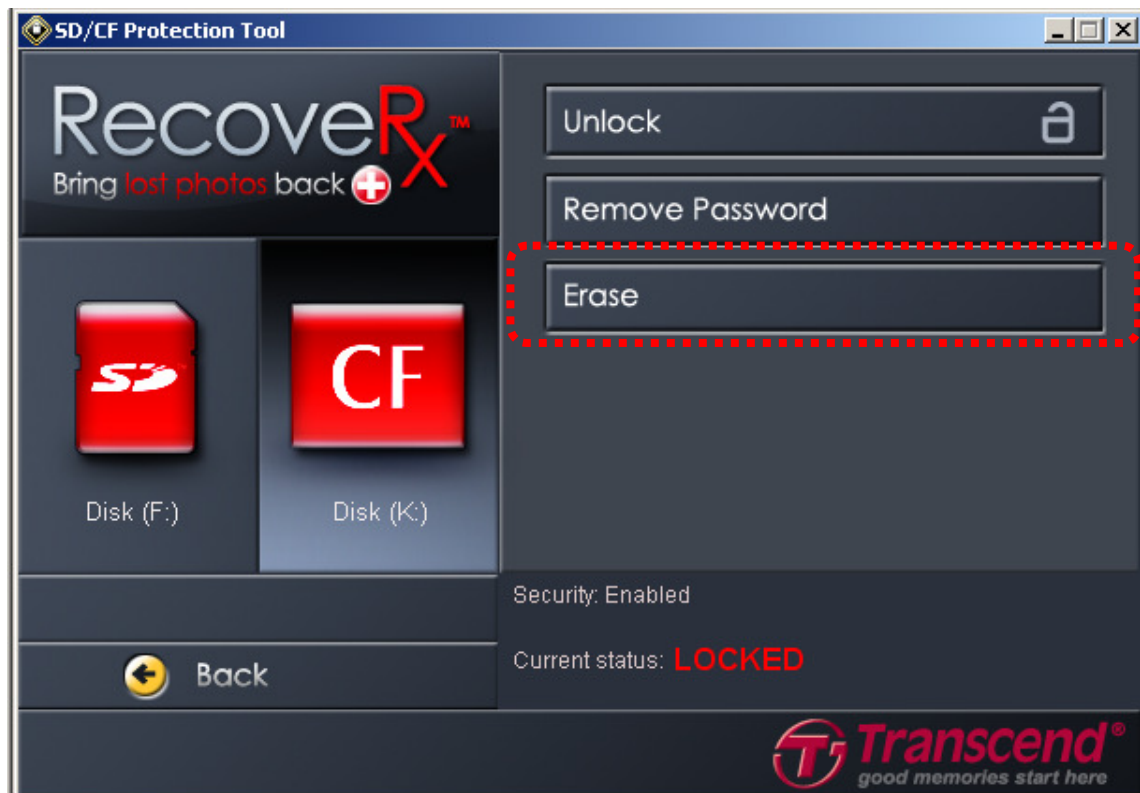 SD/CF Protection Tool
RecoveRx™
Bring lost photos back
Unlock
Remove Password
Erase
SD
CF
Disk (F:)
Disk (K:)
Security: Enabled
Current status: LOCKED
Back
Transcend®
good memories start here